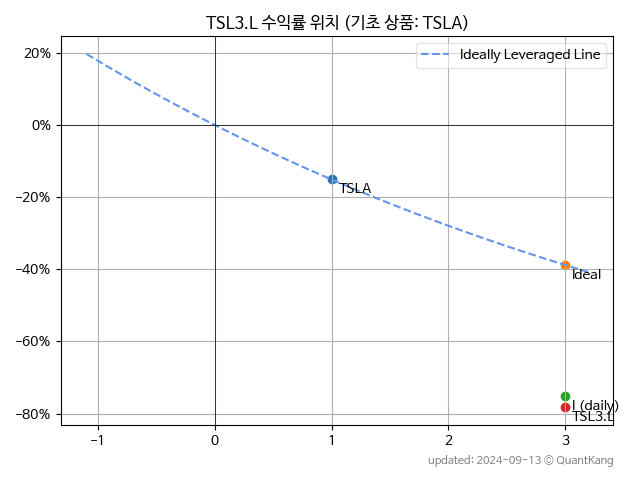 TSL3.L 수익률 위치 (기초 상품: TSLA)
20%
0%
−20%
−40%
−60%
−80%
Ideally Leveraged Line
TSLA
Ideal
I (daily)
TSL3.L
−1
0
1
2
3
updated: 2024-09-13 © QuantKang